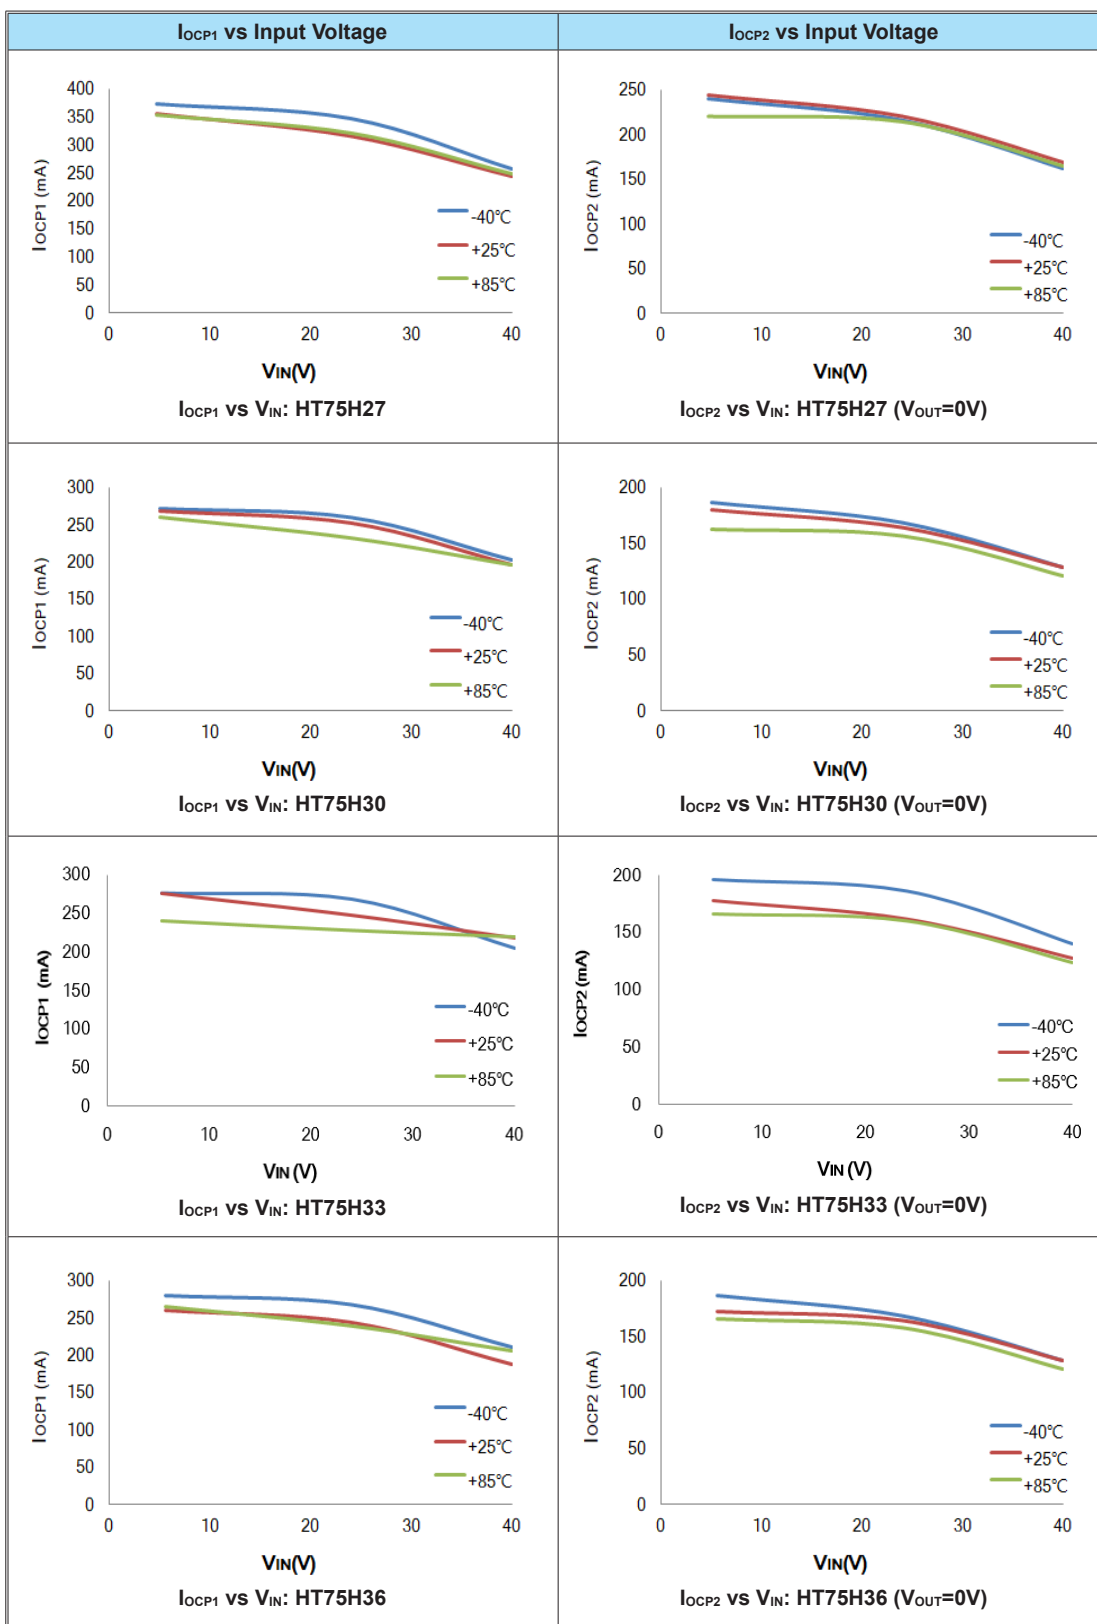 IOCP1 vs Input Voltage
IOCP2 vs Input Voltage
IOCP1 (mA)
400
350
300
250
200
150
100
50
0
0 10 20 30 40
-40℃
+25℃
+85℃
VIN(V)
IOCP1 vs VIN: HT75H27
IOCP2 (mA)
250
200
150
100
50
0
0 10 20 30 40
-40℃
+25℃
+85℃
VIN(V)
IOCP2 vs VIN: HT75H27 (VOUT=0V)
IOCP1 (mA)
300
250
200
150
100
50
0
0 10 20 30 40
-40℃
+25℃
+85℃
VIN(V)
IOCP1 vs VIN: HT75H30
IOCP2 (mA)
200
150
100
50
0
0 10 20 30 40
-40℃
+25℃
+85℃
VIN(V)
IOCP2 vs VIN: HT75H30 (VOUT=0V)
IOCP1 (mA)
300
250
200
150
100
50
0
0 10 20 30 40
-40℃
+25℃
+85℃
VIN (V)
IOCP1 vs VIN: HT75H33
IOCP2 (mA)
200
150
100
50
0
0 10 20 30 40
-40℃
+25℃
+85℃
VIN (V)
IOCP2 vs VIN: HT75H33 (VOUT=0V)
IOCP1 (mA)
300
250
200
150
100
50
0
0 10 20 30 40
-40℃
+25℃
+85℃
VIN(V)
IOCP1 vs VIN: HT75H36
IOCP2 (mA)
200
150
100
50
0
0 10 20 30 40
-40℃
+25℃
+85℃
VIN(V)
IOCP2 vs VIN: HT75H36 (VOUT=0V)